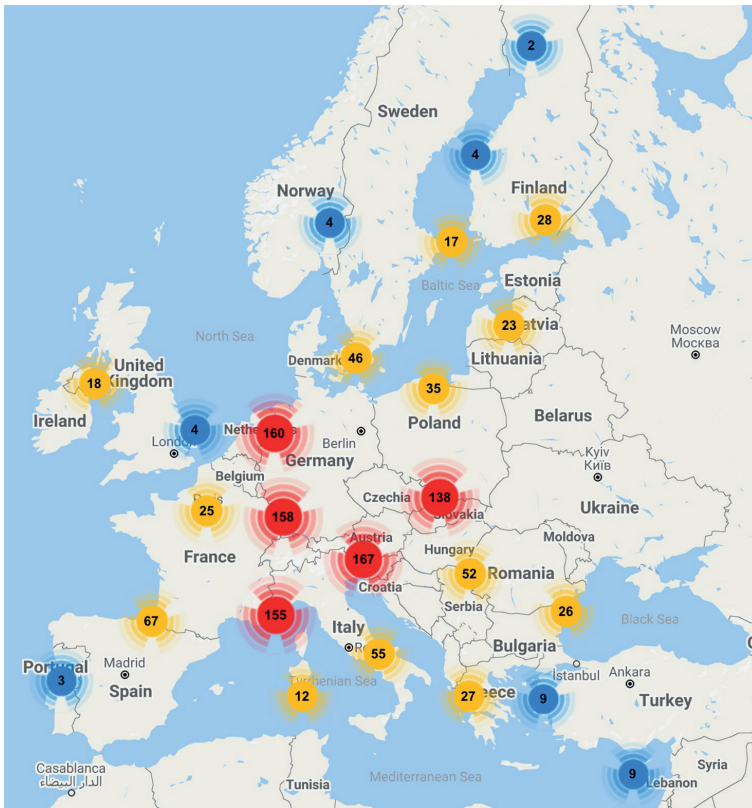 2
Sweden
4
Norway
Finland
4
28
17
Estonia
Baltic Sea
North Sea
23
Moscow
Москва
Denmark
46
Lithuania
United
Kingdom
18
35
Ireland
Poland
Belarus
4
160
Berlin
Germany
Kyiv
Київ
Belgium
Czechia
138
Slovakia
Ukraine
25
158
France
Austria
Moldova
Hungary
167
52
Romania
Croatia
Serbia
26
Black Sea
155
67
Italy
Bulgaria
55
Portugal
Madrid
Spain
3
Tyrrhenian Sea
12
27
9
Istanbul
Ankara
Turkey
Casablanca
الدار البيضاء
Tunisia
Mediterranean Sea
9
Syria
Lebanon